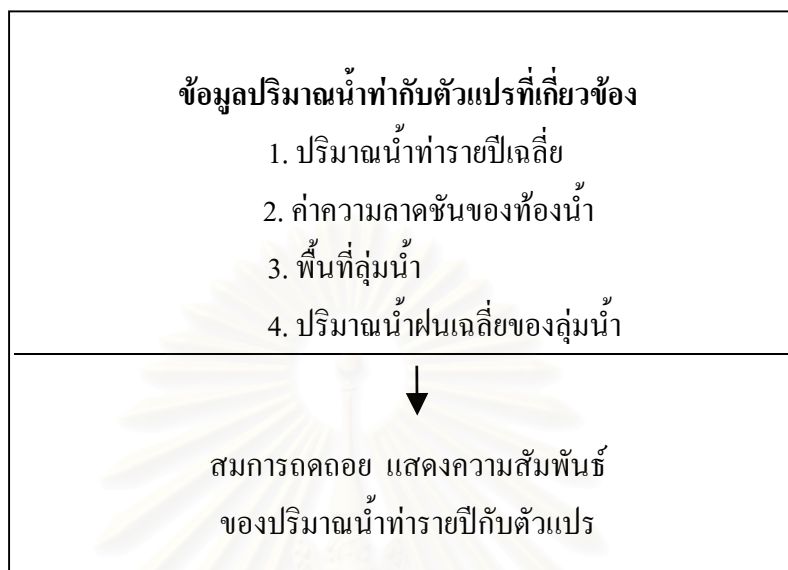 ข้อมูลปริมาณน้ำท่ากับตัวแปรที่เกี่ยวข้อง
1. ปริมาณน้ำท่ารายปีเฉลี่ย
2. ค่าความลาดชันของท้องน้ำ
3. พื้นที่ลุ่มน้ำ
4. ปริมาณน้ำฝนเฉลี่ยของลุ่มน้ำ
สมการถดถอย แสดงความสัมพันธ์
ของปริมาณน้ำท่ารายปีกับตัวแปร